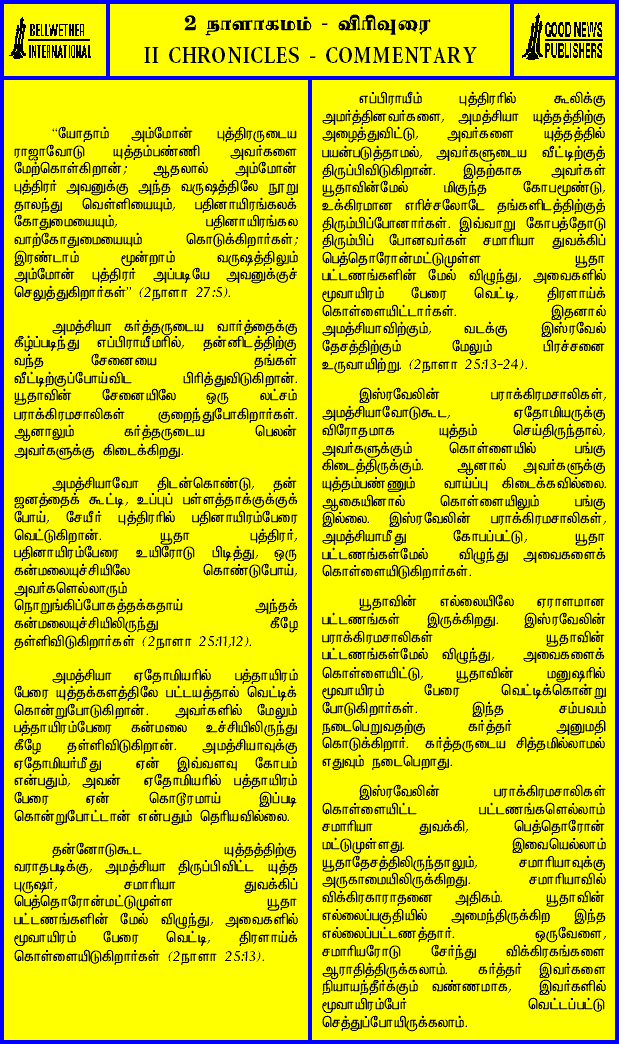 BELLWETHER
INTERNATIONAL
2 நாளாகமம் - விரிவுரை
II CHRONICLES - COMMENTARY
GOOD NEWS
PUBLISHERS
“யோதாம் அம்மோன் புத்திரருடைய
ராஜாவோடு யுத்தம்பண்ணி அவர்களை
மேற்கொள்கிறான்; ஆதலால் அம்மோன்
புத்திரர் அவனுக்கு அந்த வருஷத்திலே நூறு
தாலந்து வெள்ளியையும், பதினாயிரங்கலக்
கோதுமையையும், பதினாயிரங்கல
வாற்கோதுமையையும் கொடுக்கிறார்கள்;
இரண்டாம் மூன்றாம் வருஷத்திலும்
அம்மோன் புத்திரர் அப்படியே அவனுக்குச்
செலுத்துகிறார்கள்” (2நாளா 27:5).
அமத்சியா கர்த்தருடைய வார்த்தைக்கு
கீழ்ப்படிந்து எப்பிராயீமரில், தன்னிடத்திற்கு
வந்த சேனையை தங்கள்
வீட்டிற்குப்போய்விட பிரித்துவிடுகிறான்.
யூதாவின் சேனையிலே ஒரு லட்சம்
பராக்கிரமசாலிகள் குறைந்துபோகிறார்கள்.
ஆனாலும் கர்த்தருடைய பெலன்
அவர்களுக்கு கிடைக்கிறது.
அமத்சியாவோ திடன்கொண்டு, தன்
ஜனத்தைக் கூட்டி, உப்புப் பள்ளத்தாக்குக்குக்
போய், சேயீர் புத்திரரில் பதினாயிரம்பேரை
வெட்டுகிறான். யூதா புத்திரர்,
பதினாயிரம்பேரை உயிரோடு பிடித்து, ஒரு
கன்மலையுச்சியிலே கொண்டுபோய்,
அவர்களெல்லாரும்
நொறுங்கிப்போகத்தக்கதாய் அந்தக்
கன்மலையுச்சியிலிருந்து கீழே
தள்ளிவிடுகிறார்கள் (2நாளா 25:11,12).
அமத்சியா ஏதோமியரில் பத்தாயிரம்
பேரை யுத்தக்களத்திலே பட்டயத்தால் வெட்டிக்
கொன்றுபோடுகிறான். அவர்களில் மேலும்
பத்தாயிரம்பேரை கன்மலை உச்சியிலிருந்து
கீழே தள்ளிவிடுகிறான். அமத்சியாவுக்கு
ஏதோமியர்மீது ஏன் இவ்வளவு கோபம்
என்பதும், அவன் ஏதோமியரில் பத்தாயிரம்
பேரை ஏன் கொடூரமாய் இப்படி
கொன்றுபோட்டான் என்பதும் தெரியவில்லை.
தன்னோடுகூட யுத்தத்திற்கு
வராதபடிக்கு, அமத்சியா திருப்பிவிட்ட யுத்த
புருஷர், சமாரியா துவக்கிப்
பெத்தொரோன்மட்டுமுள்ள யூதா
பட்டணங்களின் மேல் விழுந்து, அவைகளில்
மூவாயிரம் பேரை வெட்டி, திரளாய்க்
கொள்ளையிடுகிறார்கள் (2நாளா 25:13).
எப்பிராயீம் புத்திரரில் கூலிக்கு
அமர்த்தினவர்களை, அமத்சியா யுத்தத்திற்கு
அழைத்துவிட்டு, அவர்களை யுத்தத்தில்
பயன்படுத்தாமல், அவர்களுடைய வீட்டிற்குத்
திருப்பிவிடுகிறான். இதற்காக அவர்கள்
யூதாவின்மேல் மிகுந்த கோபமூண்டு,
உக்கிரமான எரிச்சலோடே தங்களிடத்திற்குத்
திரும்பிப்போனார்கள். இவ்வாறு கோபத்தோடு
திரும்பிப் போனவர்கள் சமாரியா துவக்கிப்
பெத்தொரோன்மட்டுமுள்ள யூதா
பட்டணங்களின் மேல் விழுந்து, அவைகளில்
மூவாயிரம் பேரை வெட்டி, திரளாய்க்
கொள்ளையிட்டார்கள். இதனால்
அமத்சியாவிற்கும், வடக்கு இஸ்ரவேல்
தேசத்திற்கும் மேலும் பிரச்சனை
உருவாயிற்று. (2நாளா 25:13-24).
இஸ்ரவேலின் பராக்கிரமசாலிகள்,
அமத்சியாவோடுகூட, ஏதோமியருக்கு
விரோதமாக யுத்தம் செய்திருந்தால்,
அவர்களுக்கும் கொள்ளையில் பங்கு
கிடைத்திருக்கும். ஆனால் அவர்களுக்கு
யுத்தம்பண்ணும் வாய்ப்பு கிடைக்கவில்லை.
ஆகையினால் கொள்ளையிலும் பங்கு
இல்லை. இஸ்ரவேலின் பராக்கிரமசாலிகள்,
அமத்சியாமீது கோபப்பட்டு, யூதா
பட்டணங்கள்மேல் விழுந்து அவைகளைக்
கொள்ளையிடுகிறார்கள்.
யூதாவின் எல்லையிலே ஏராளமான
பட்டணங்கள் இருக்கிறது. இஸ்ரவேலின்
பராக்கிரமசாலிகள் யூதாவின்
பட்டணங்கள்மேல் விழுந்து, அவைகளைக்
கொள்ளையிட்டு, யூதாவின் மனுஷரில்
மூவாயிரம் பேரை வெட்டிக்கொன்று
போடுகிறார்கள். இந்த சம்பவம்
நடைபெறுவதற்கு கர்த்தர் அனுமதி
கொடுக்கிறார். கர்த்தருடைய சித்தமில்லாமல்
எதுவும் நடைபெறாது.
இஸ்ரவேலின் பராக்கிரமசாலிகள்
கொள்ளையிட்ட பட்டணங்களெல்லாம்
சமாரியா துவக்கி, பெத்தொரோன்
மட்டுமுள்ளது. இவையெல்லாம்
யூதாதேசத்திலிருந்தாலும், சமாரியாவுக்கு
அருகாமையிலிருக்கிறது. சமாரியாவில்
விக்கிரகாராதனை அதிகம். யூதாவின்
எல்லைப்பகுதியில் அமைந்திருக்கிற இந்த
எல்லைப்பட்டணத்தார். ஒருவேளை,
சமாரியரோடு சேர்ந்து விக்கிரகங்களை
ஆராதித்திருக்கலாம். கர்த்தர் இவர்களை
நியாயந்தீர்க்கும் வண்ணமாக, இவர்களில்
மூவாயிரம்பேர் வெட்டப்பட்டு
செத்துப்போயிருக்கலாம்.